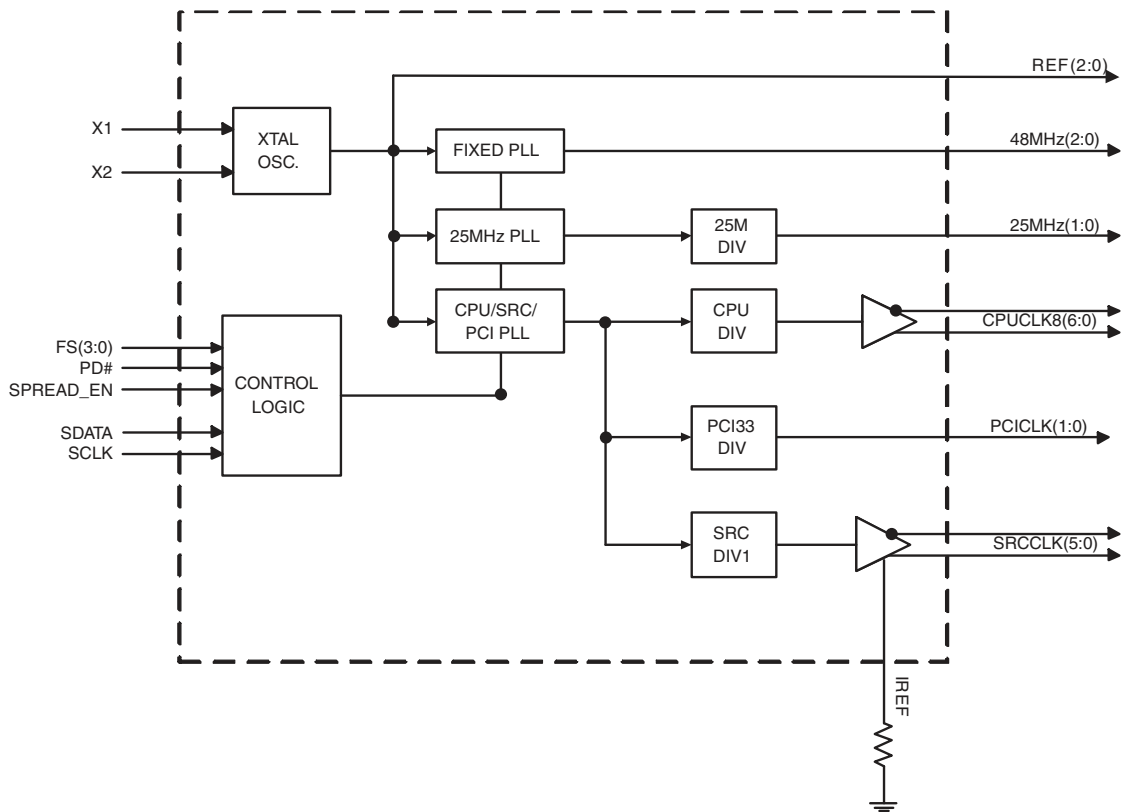 REF(2:0)
X1
XTAL
OSC.
X2
FIXED PLL
48MHz(2:0)
25MHz PLL
25M
DIV
25MHz(1:0)
CPU/SRC/
PCI PLL
CPU
DIV
CPUCLK8(6:0)
FS(3:0)
PD#
SPREAD_EN
SDATA
SCLK
CONTROL
LOGIC
PCI33
DIV
PCICLK(1:0)
SRC
DIV1
SRCCLK(5:0)
IREF